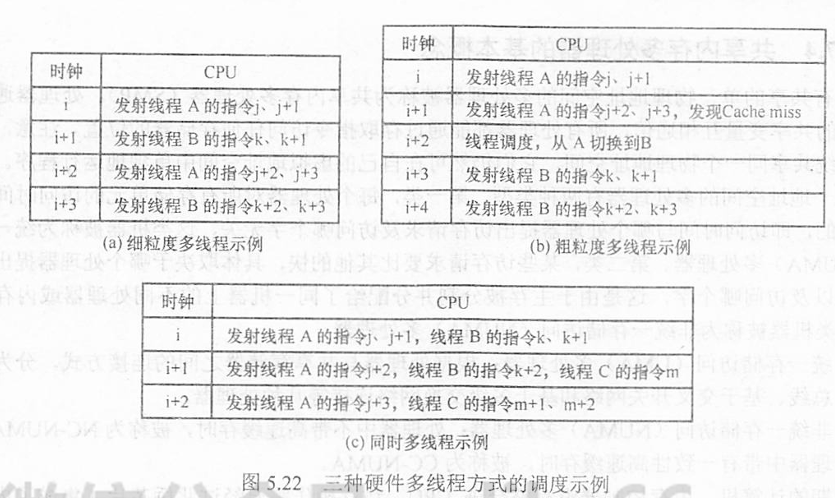 时钟 CPU
i 发射线程 A 的指令j、j+1
i+1 发射线程 B 的指令k、k+1
i+2 发射线程 A 的指令j+2、j+3
i+3 发射线程 B 的指令k+2、k+3
(a) 细粒度多线程示例
时钟 CPU
i 发射线程 A 的指令j、j+1
i+1 发射线程 A 的指令j+2、j+3，发现Cache miss
i+2 线程调度，从 A 切换到B
i+3 发射线程 B 的指令k、k+1
i+4 发射线程 B 的指令k+2、k+3
(b) 粗粒度多线程示例
时钟 CPU
i 发射线程 A 的指令j、j+1，线程 B 的指令k、k+1
i+1 发射线程 A 的指令j+2，线程 B 的指令k+2，线程 C 的指令m
i+2 发射线程 A 的指令j+3，线程 C 的指令m+1、m+2
(c) 同时多线程示例
图 5.22 三种硬件多线程方式的调度示例